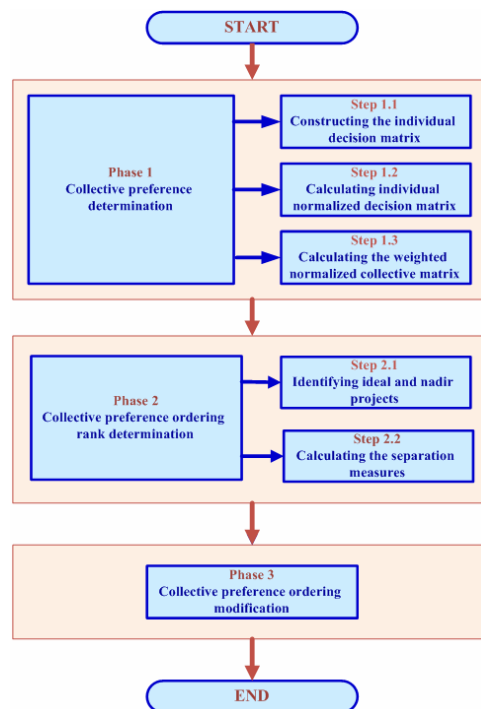 START
Phase 1
Collective preference
determination
Step 1.1
Constructing the individual
decision matrix
Step 1.2
Calculating individual
normalized decision matrix
Step 1.3
Calculating the weighted
normalized collective matrix
Phase 2
Collective preference ordering
rank determination
Step 2.1
Identifying ideal and nadir
projects
Step 2.2
Calculating the separation
measures
Phase 3
Collective preference ordering
modification
END